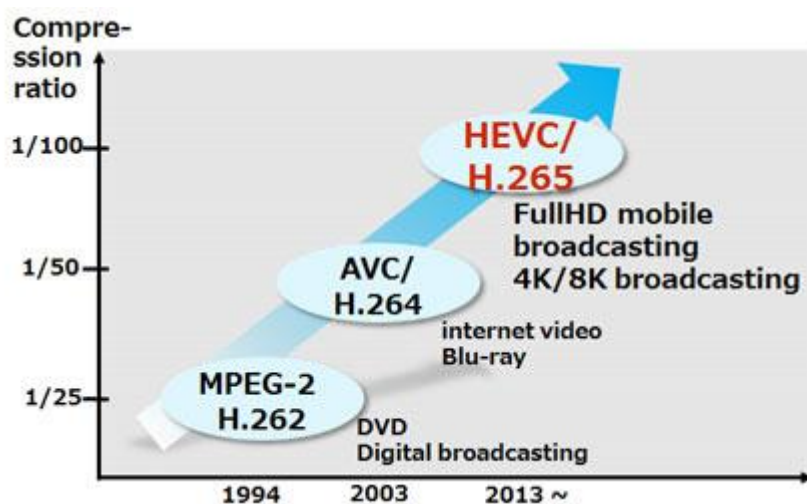 Compre-
ssion
ratio
1/100
HEVC/
H.265
FullHD mobile
broadcasting
4K/8K broadcasting
1/50
AVC/
H.264
internet video
Blu-ray
1/25
MPEG-2
H.262
DVD
Digital broadcasting
1994
2003
2013 ~